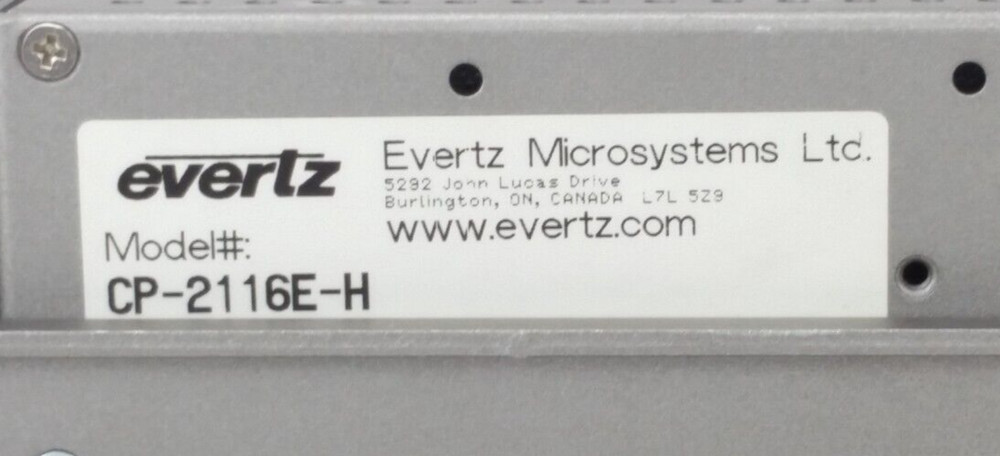 evertz
Evertz Microsystems Ltd.
5292 John Lucas Drive
Burlington, ON, CANADA L7L 5Z9
www.evertz.com
Model#:
CP-2116E-H